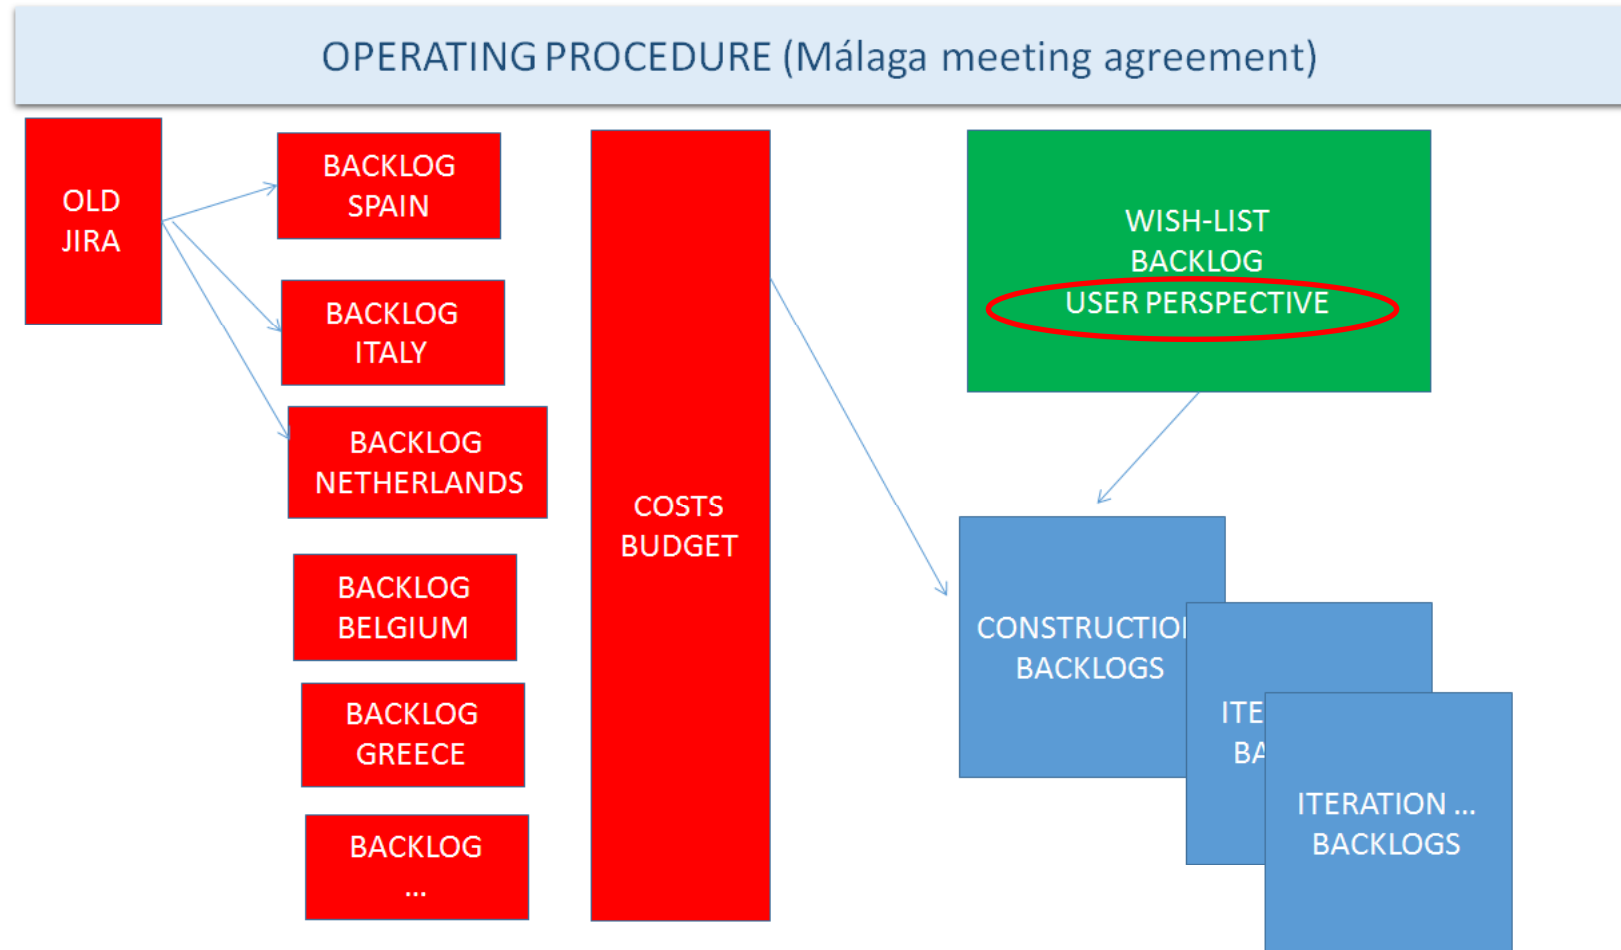 OPERATING PROCEDURE (Málaga meeting agreement)
OLD
JIRA
BACKLOG
SPAIN
BACKLOG
ITALY
BACKLOG
NETHERLANDS
BACKLOG
BELGIUM
BACKLOG
GREECE
BACKLOG
...
COSTS
BUDGET
WISH-LIST
BACKLOG
USER PERSPECTIVE
BACKLOGS
ITERATION ...
BACKLOGS